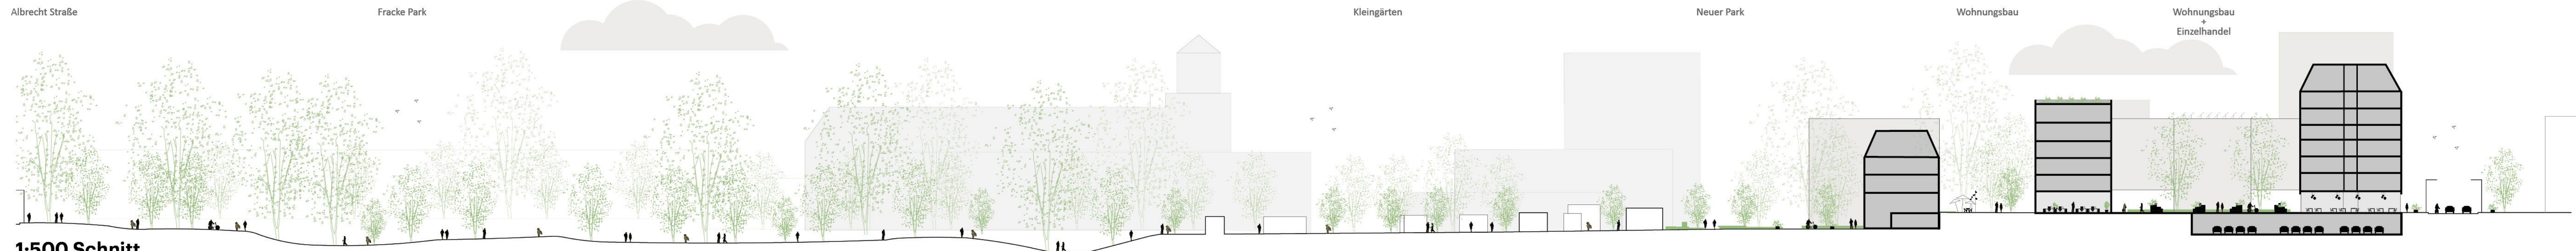 Albrecht Straße
Fracke Park
Kleingärten
Neuer Park
Wohnungsbau
Wohnungsbau
+
Einzelhandel
1:500 Schnitt